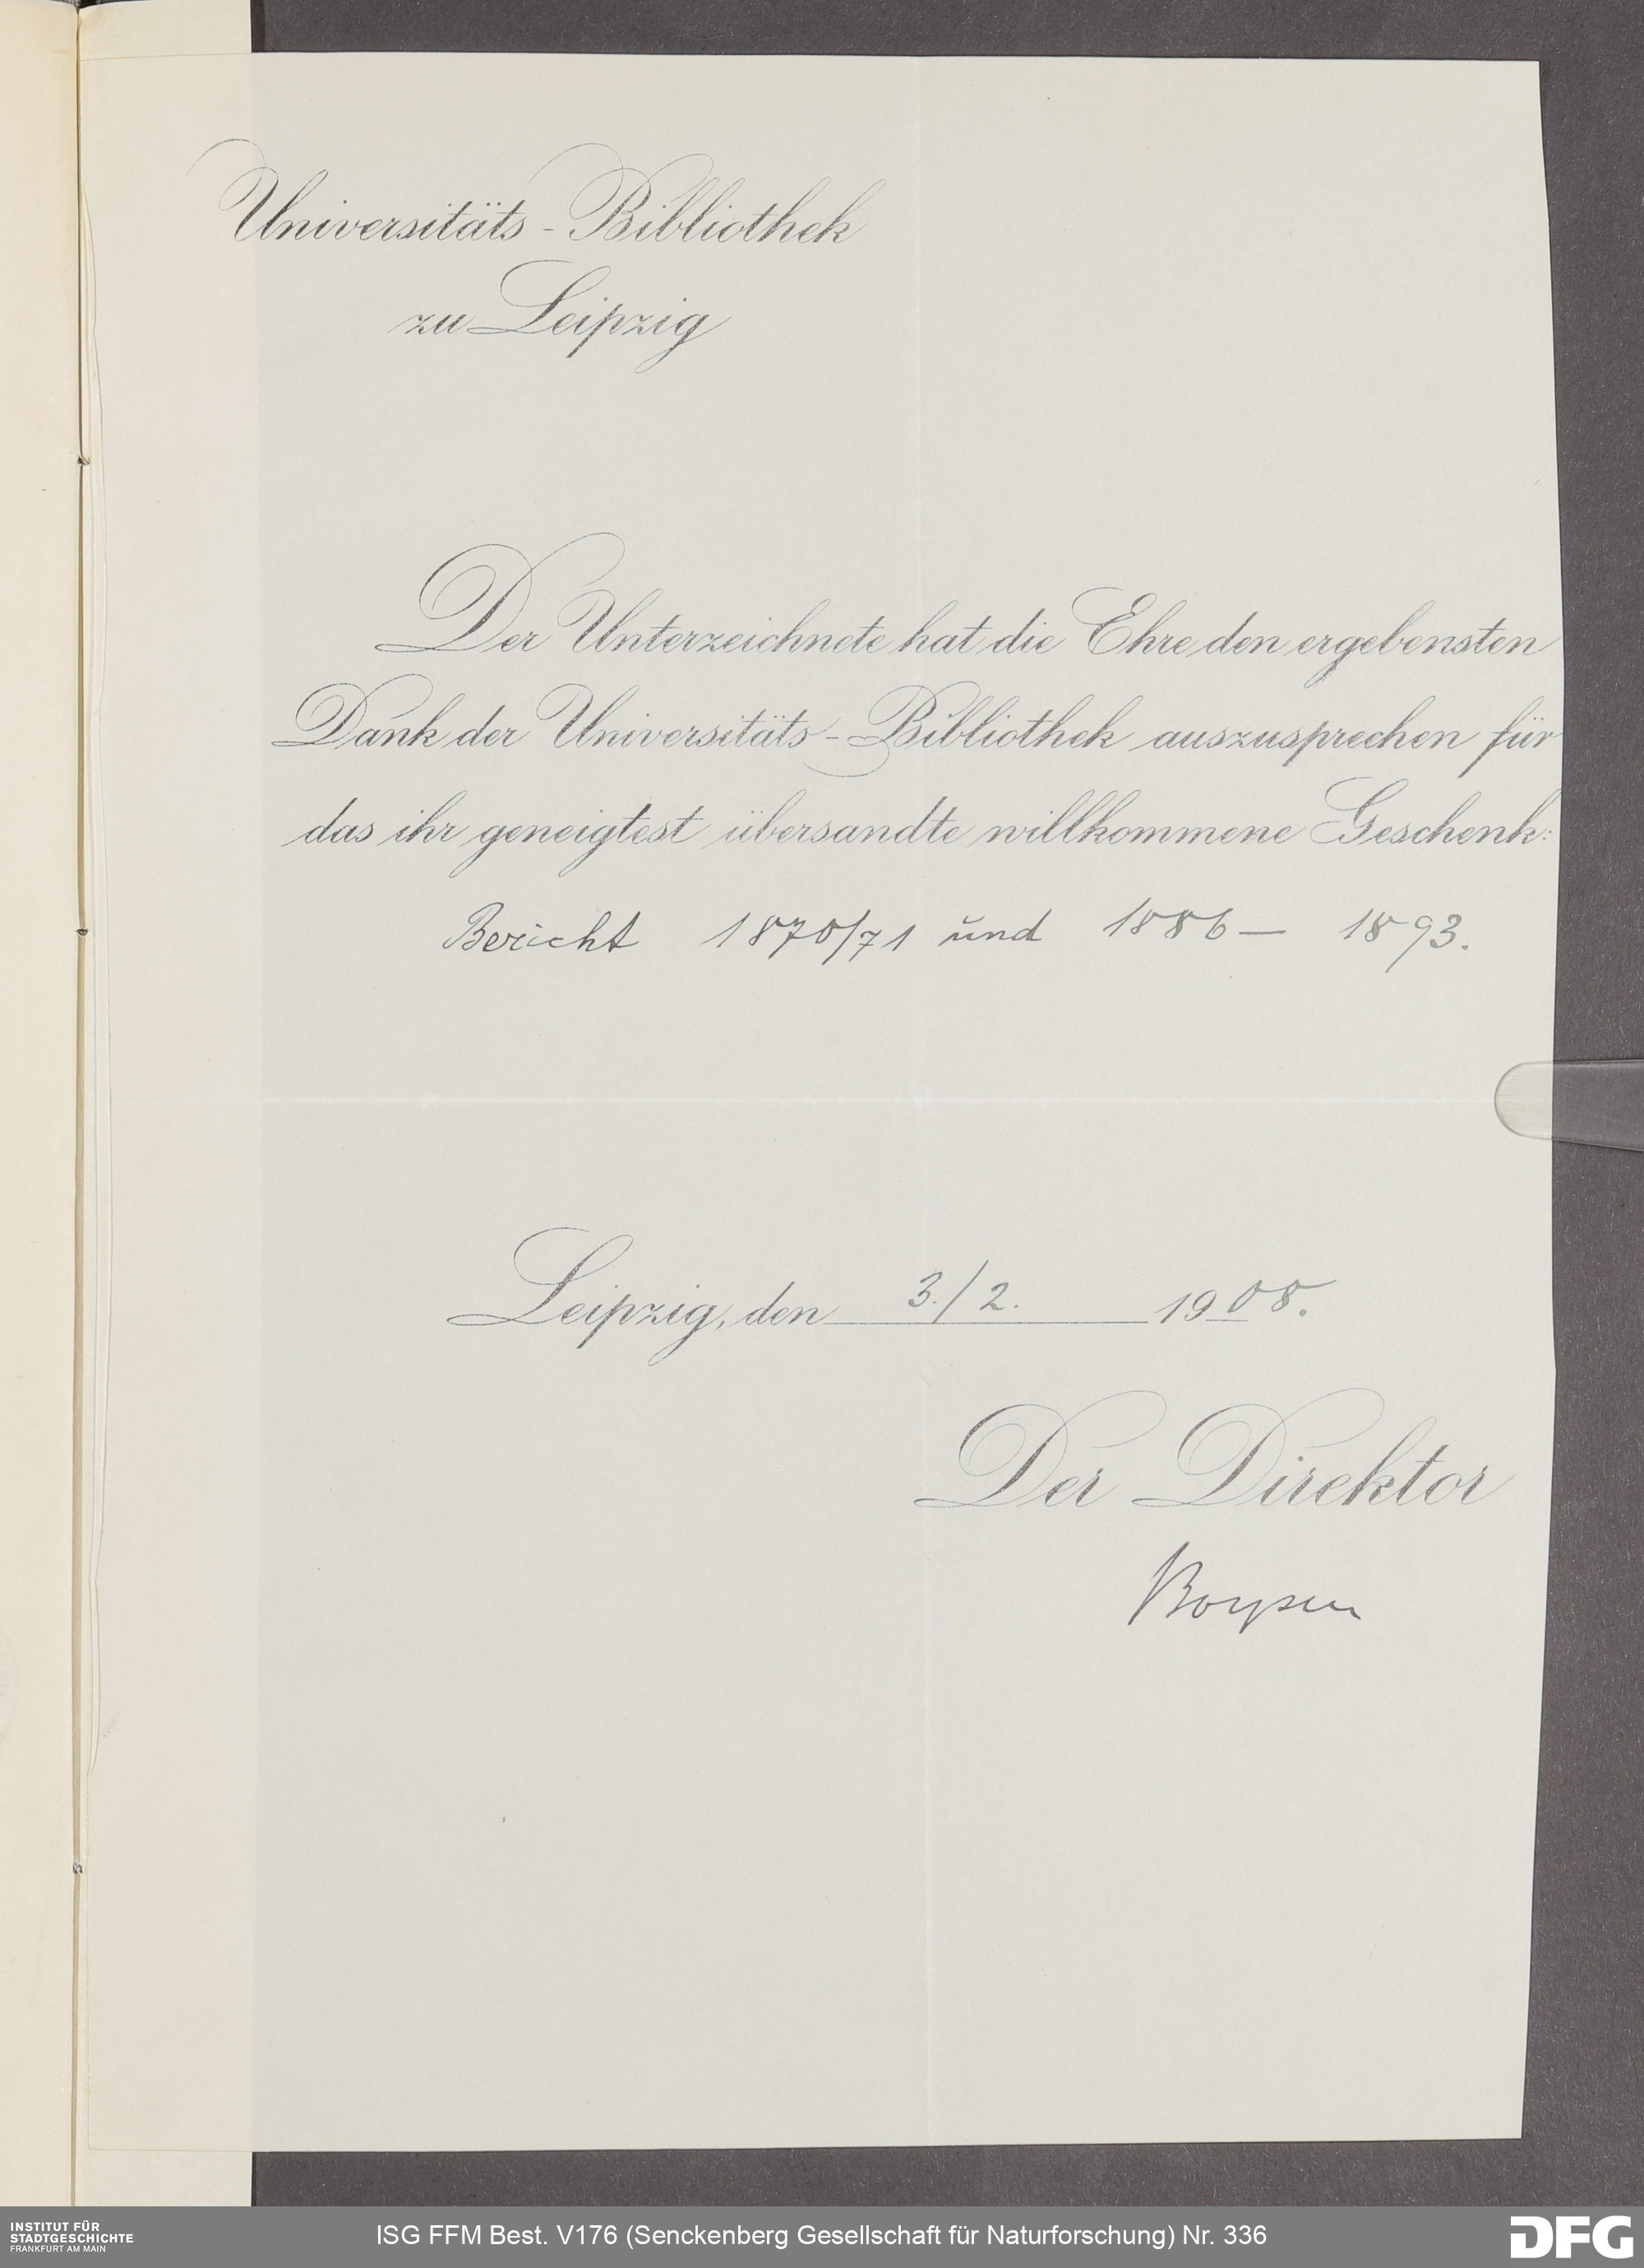 Universitäts-Bibliothek
zu Leipzig
Der Unterzeichnete hat die Ehre den ergebensten
Dank der Universitäts-Bibliothek auszusprechen für
das ihr geneigtest übersandte willkommene Geschenk:
Bericht 1870/71 und 1886 — 1893.
Leipzig, den 3./2. 1908.
Der Direktor
Boysen
INSTITUT FÜR
STADTGESCHICHTE
FRANKFURT AM MAIN
ISG FFM Best. V176 (Senckenberg Gesellschaft für Naturforschung) Nr. 336
DFG